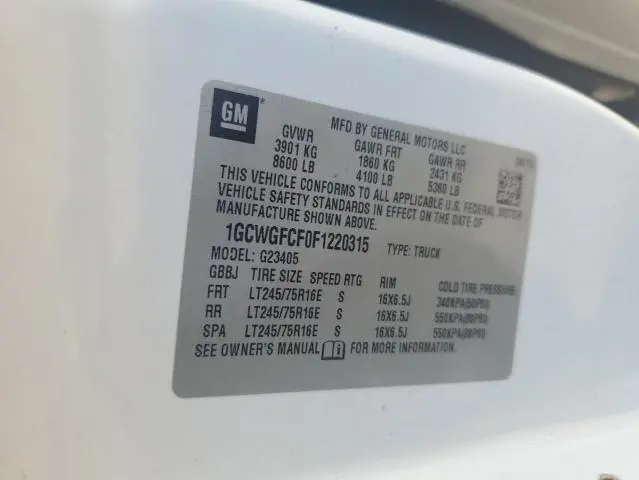 GM
MFD BY GENERAL MOTORS LLC
GVWR GAWR FRT GAWR RR
3901 KG 1860 KG 2431 KG
8600 LB 4100 LB 5360 LB
THIS VEHICLE CONFORMS TO ALL APPLICABLE U.S. FEDERAL MOTOR
VEHICLE SAFETY STANDARDS IN EFFECT ON THE DATE OF
MANUFACTURE SHOWN ABOVE.
1GCWGFCF0F1220315 TYPE: TRUCK
MODEL: G23405
GBBJ TIRE SIZE SPEED RTG RIM COLD TIRE PRESSURE
FRT LT245/75R16E S 16X6.5J 340KPA(50PSI)
RR LT245/75R16E S 16X6.5J 550KPA(80PSI)
SPA LT245/75R16E S 16X6.5J 550KPA(80PSI)
SEE OWNER'S MANUAL FOR MORE INFORMATION.